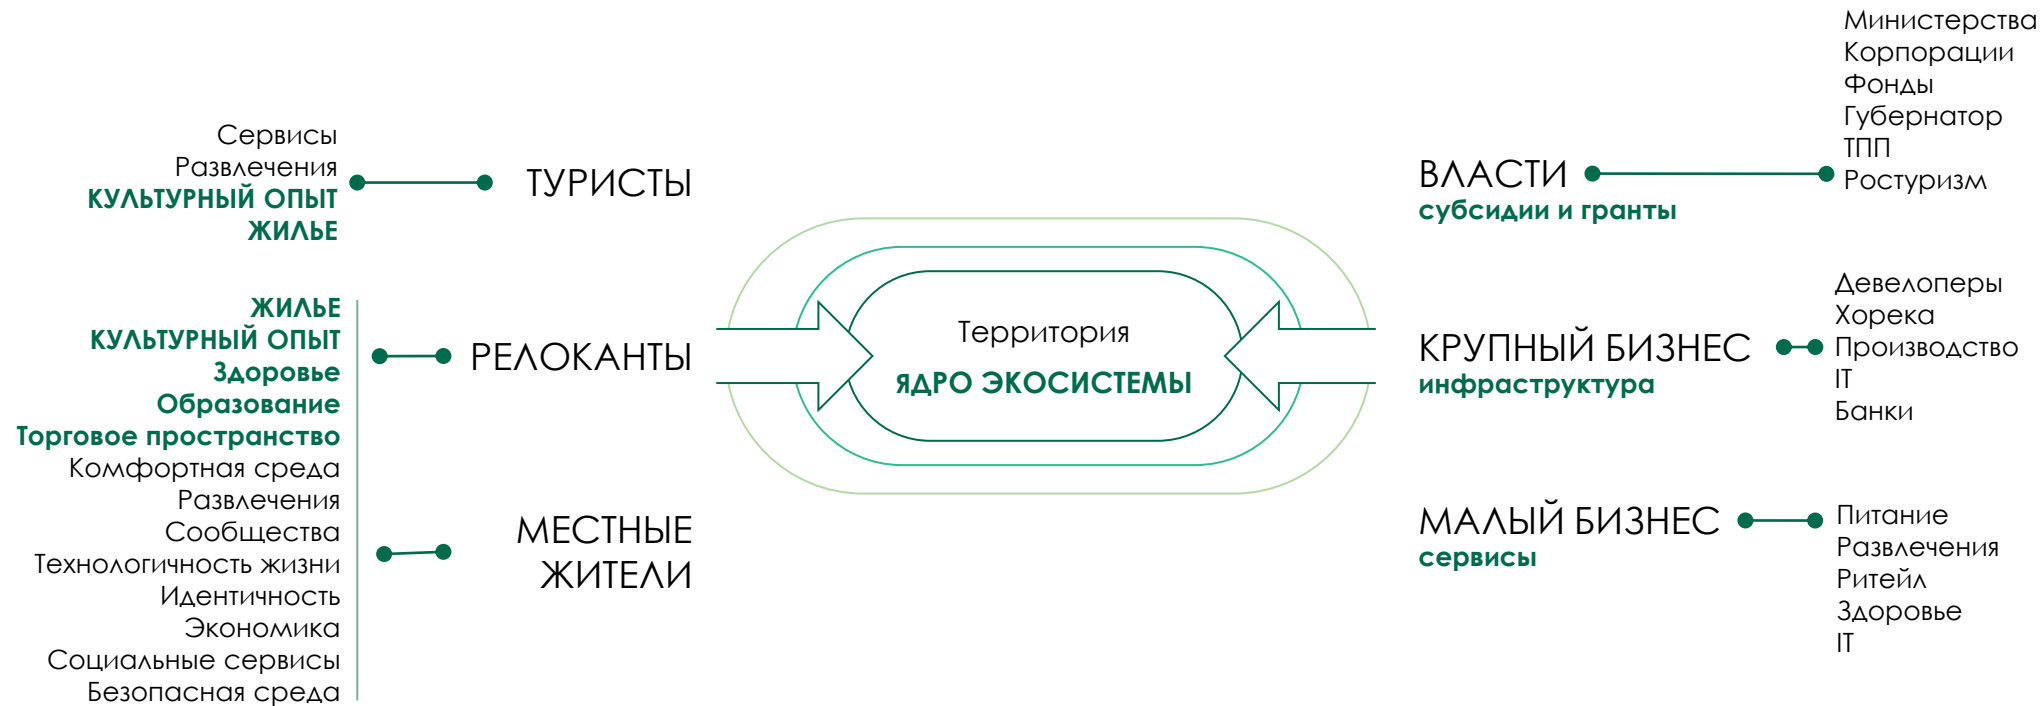 Сервисы
Развлечения
КУЛЬТУРНЫЙ ОПЫТ
ЖИЛЬЕ
ТУРИСТЫ
ЖИЛЬЕ
КУЛЬТУРНЫЙ ОПЫТ
Здоровье
Образование
Торговое пространство
Комфортная среда
Развлечения
Сообщества
Технологичность жизни
Идентичность
Экономика
Социальные сервисы
Безопасная среда
РЕЛОКАНТЫ
МЕСТНЫЕ
ЖИТЕЛИ
Территория
ЯДРО ЭКОСИСТЕМЫ
ВЛАСТИ
субсидии и гранты
Министерства
Корпорации
Фонды
Губернатор
ТПП
Ростуризм
КРУПНЫЙ БИЗНЕС
инфраструктура
Девелоперы
Хорека
Производство
IT
Банки
МАЛЫЙ БИЗНЕС
сервисы
Питание
Развлечения
Ритейл
Здоровье
IT